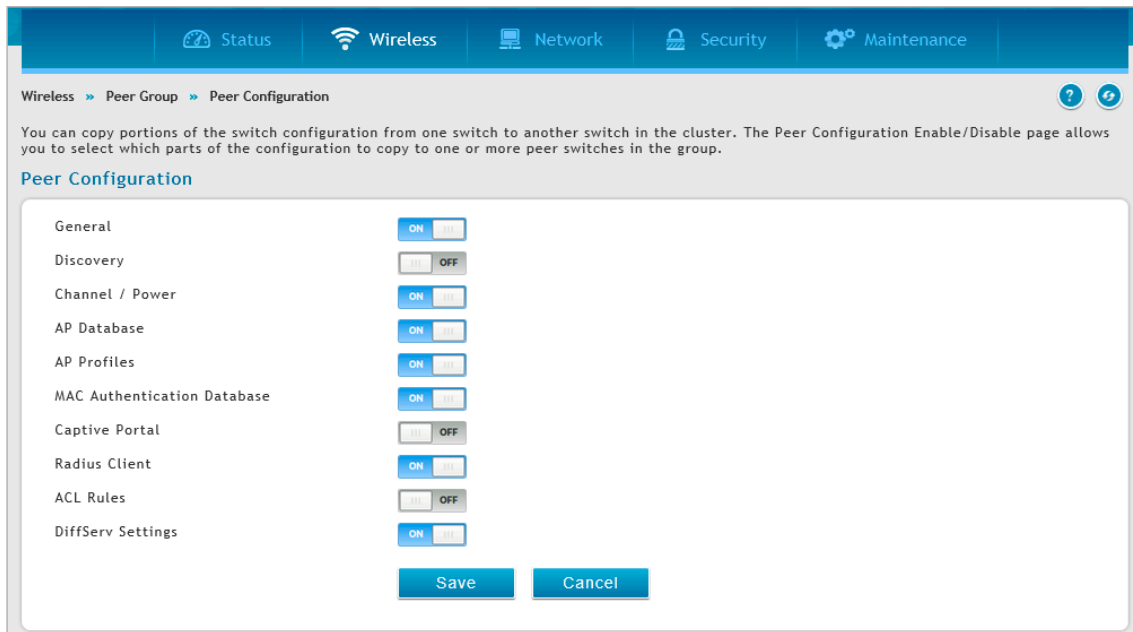 Status Wireless Network Security Maintenance
Wireless » Peer Group » Peer Configuration ?
You can copy portions of the switch configuration from one switch to another switch in the cluster. The Peer Configuration Enable/Disable page allows
you to select which parts of the configuration to copy to one or more peer switches in the group.
Peer Configuration
General ON
Discovery OFF
Channel / Power ON
AP Database ON
AP Profiles ON
MAC Authentication Database ON
Captive Portal OFF
Radius Client ON
ACL Rules OFF
DiffServ Settings ON
Save Cancel